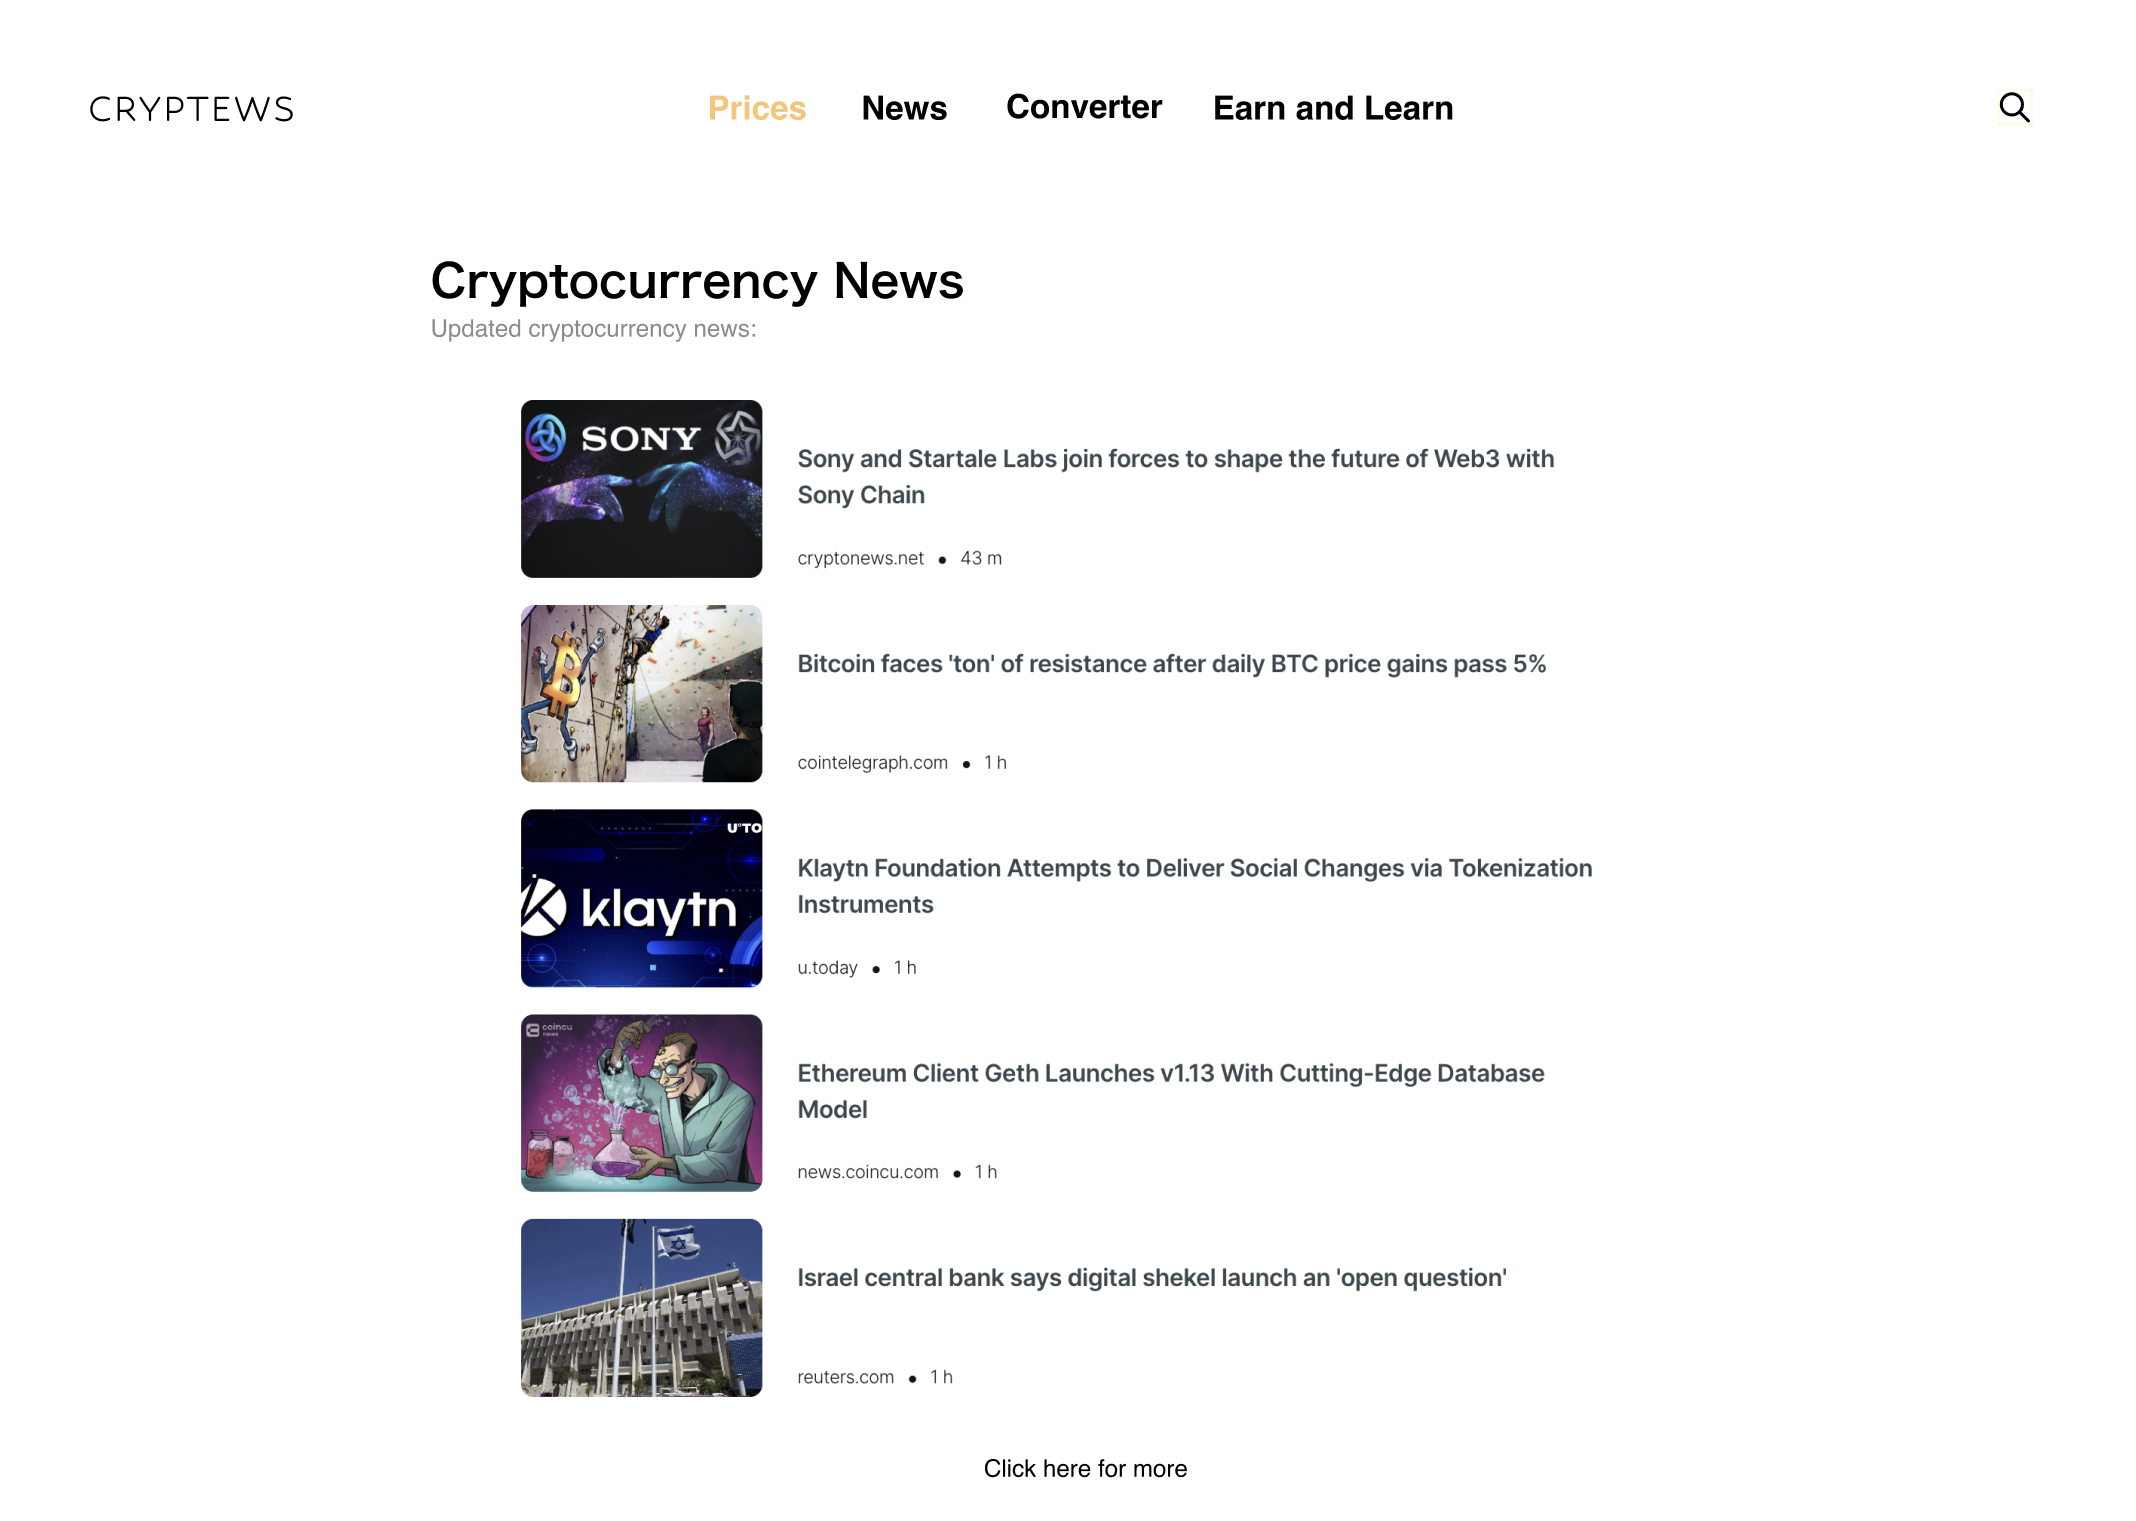 CRYPTEWS
Prices News Converter Earn and Learn
Cryptocurrency News
Updated cryptocurrency news:
SONY
Sony and Startale Labs join forces to shape the future of Web3 with
Sony Chain
cryptonews.net • 43 m
Bitcoin faces 'ton' of resistance after daily BTC price gains pass 5%
cointelegraph.com • 1 h
U°TO
klaytn
Klaytn Foundation Attempts to Deliver Social Changes via Tokenization
Instruments
u.today • 1 h
coincu
news
Ethereum Client Geth Launches v1.13 With Cutting-Edge Database
Model
news.coincu.com • 1 h
Israel central bank says digital shekel launch an 'open question'
reuters.com • 1 h
Click here for more